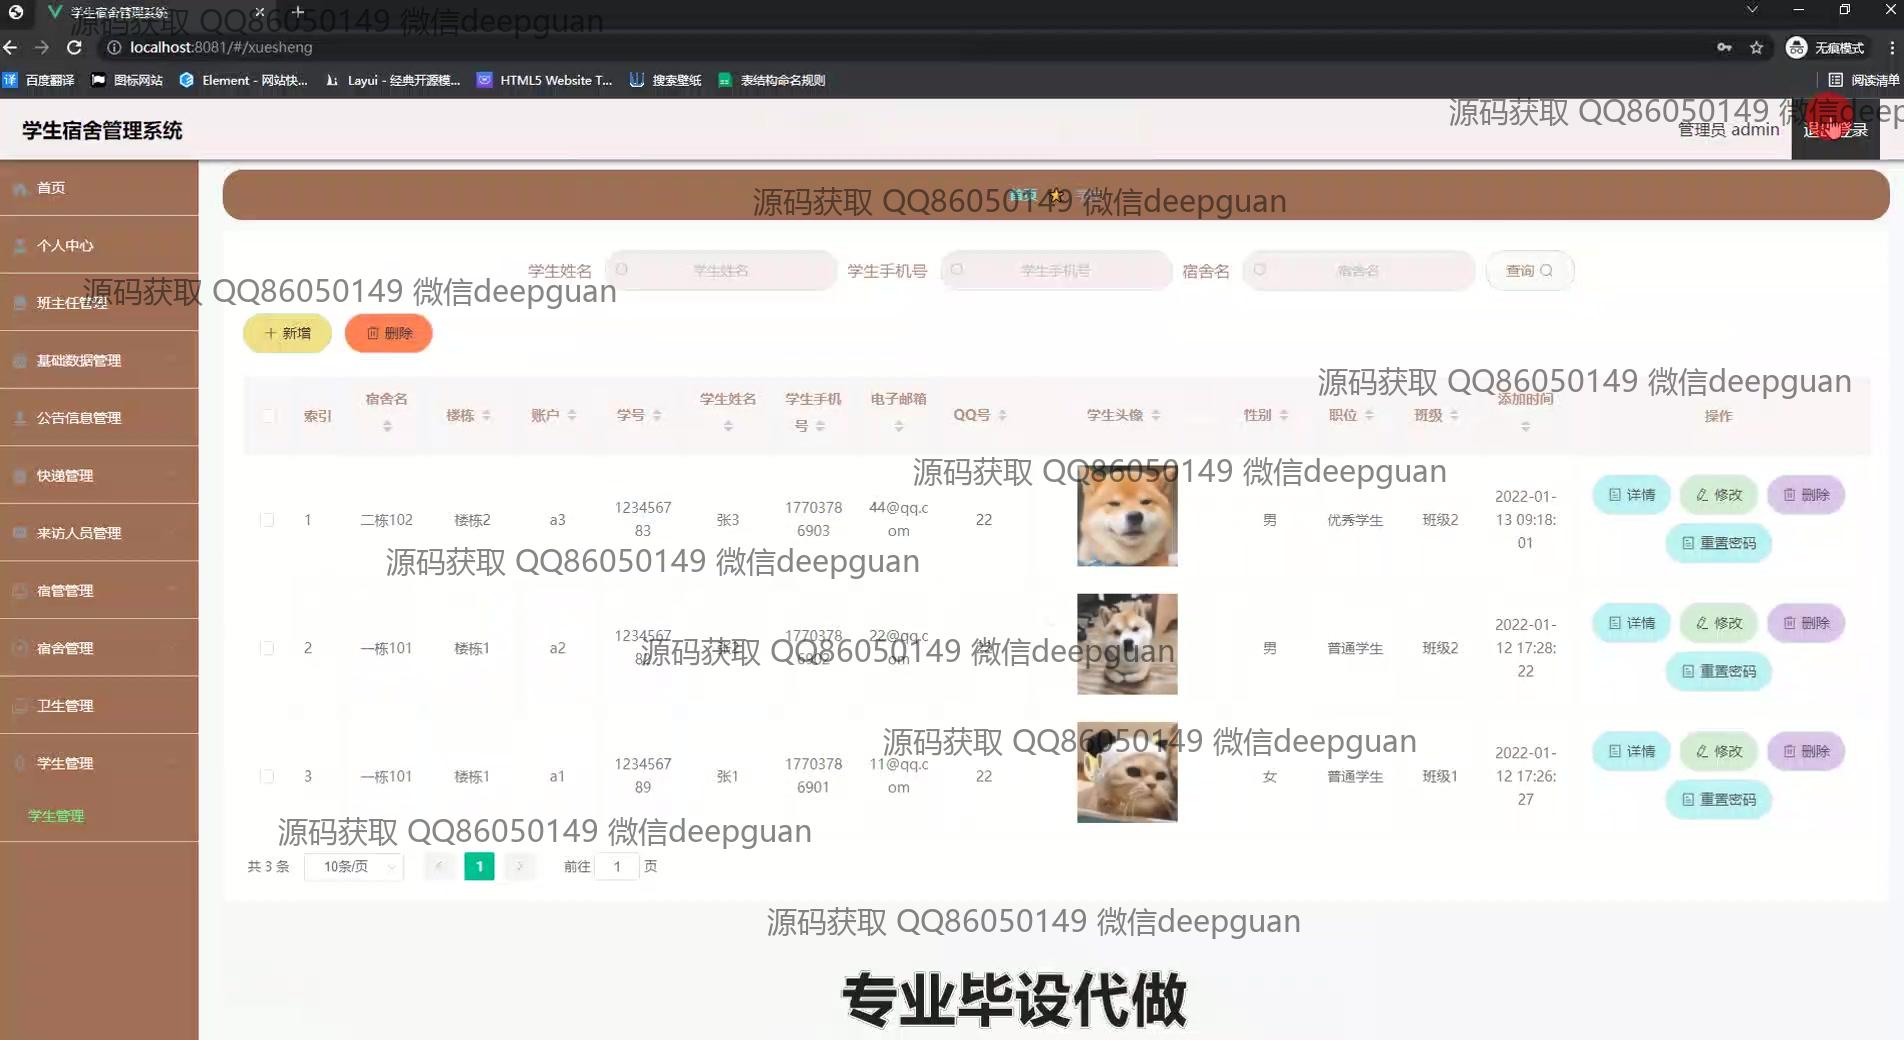 学生宿舍管理系统
源码获取 QQ86050149 微信deepguan
localhost:8081/#/xuesheng
无痕模式
百度翻译 图标网站 Element - 网站快... Layui - 经典开源模... HTML5 Website T... 搜索壁纸 表结构命名规则 阅读清单
源码获取 QQ86050149 微信deep
学生宿舍管理系统 管理员 admin 退出登录
首页
源码获取 QQ86050149 微信deepguan
首页
个人中心
学生姓名 学生姓名 学生手机号 学生手机号 宿舍名 宿舍名 查询
源码获取 QQ86050149 微信deepguan
班主任管理
新增 删除
基础数据管理
源码获取 QQ86050149 微信deepguan
索引 宿舍名 楼栋 账户 学号 学生姓名 学生手机号 电子邮箱 QQ号 学生头像 性别 职位 班级 添加时间 操作
公告信息管理
快递管理
源码获取 QQ86050149 微信deepguan
1 二栋102 楼栋2 a3 123456783 张3 17703786903 44@qq.com 22 男 优秀学生 班级2 2022-01-13 09:18:01 详情 修改 删除
重置密码
来访人员管理
源码获取 QQ86050149 微信deepguan
宿管管理
宿舍管理
2 一栋101 楼栋1 a2 1234567 1770378 22@qq.com 男 普通学生 班级2 2022-01-12 17:28:22 详情 修改 删除
重置密码
源码获取 QQ86050149 微信deepguan
卫生管理
源码获取 QQ86050149 微信deepguan
学生管理
3 一栋101 楼栋1 a1 123456789 张1 17703786901 11@qq.com 22 女 普通学生 班级1 2022-01-12 17:26:27 详情 修改 删除
重置密码
学生管理
源码获取 QQ86050149 微信deepguan
共 3 条 10条/页 1 前往 1 页
源码获取 QQ86050149 微信deepguan
专业毕设代做